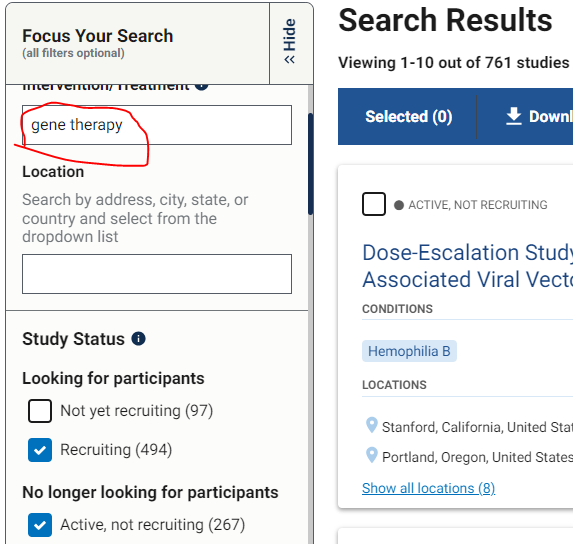 Focus Your Search
(all filters optional)
Hide
Intervention/Treatment
gene therapy
Location
Search by address, city, state, or
country and select from the
dropdown list
Study Status
Looking for participants
Not yet recruiting (97)
Recruiting (494)
No longer looking for participants
Active, not recruiting (267)
Search Results
Viewing 1-10 out of 761 studies
Selected (0)
Downl
ACTIVE, NOT RECRUITING
Dose-Escalation Study
Associated Viral Vecto
CONDITIONS
Hemophilia B
LOCATIONS
Stanford, California, United Stat
Portland, Oregon, United States
Show all locations (8)